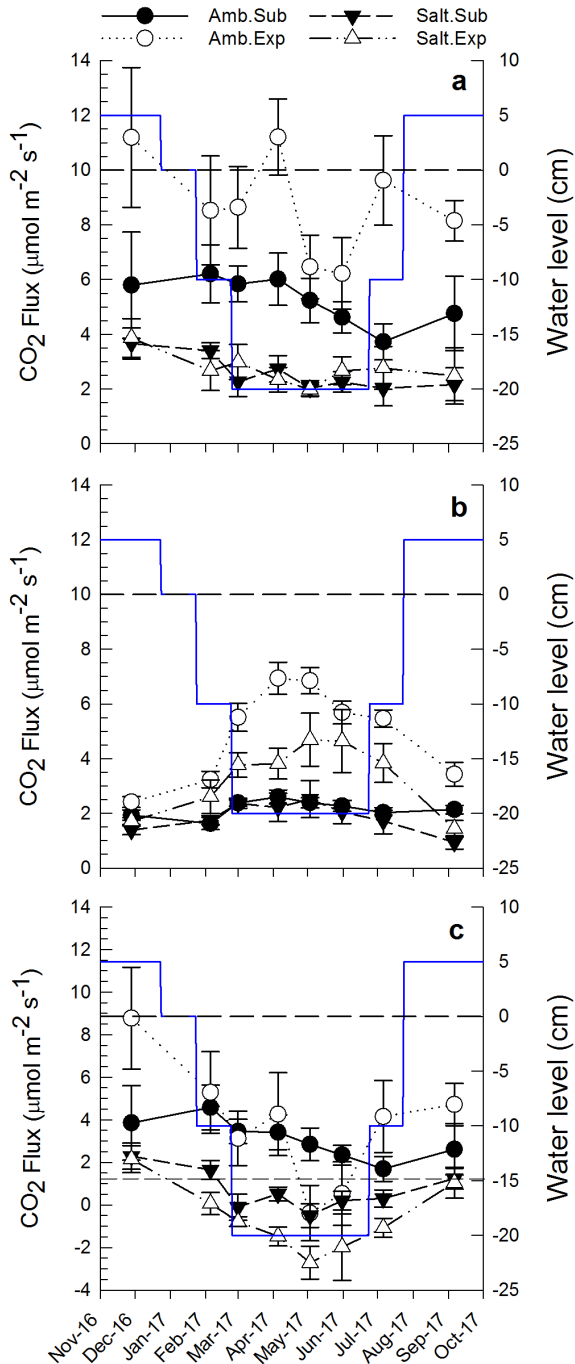 Amb.Sub Salt.Sub
Amb.Exp Salt.Exp
a
14 10
12 5
10 0
8 -5
6 -10
4 -15
2 -20
0 -25
CO2 Flux (μmol m-2 s-1)
Water level (cm)
b
14 10
12 5
10 0
8 -5
6 -10
4 -15
2 -20
0 -25
CO2 Flux (μmol m-2 s-1)
Water level (cm)
c
14 10
12 5
10 0
8 -5
6 -10
4 -15
2 -20
0 -25
-2
-4
CO2 Flux (μmol m-2 s-1)
Water level (cm)
Nov-16 Dec-16 Jan-17 Feb-17 Mar-17 Apr-17 May-17 Jun-17 Jul-17 Aug-17 Sep-17 Oct-17